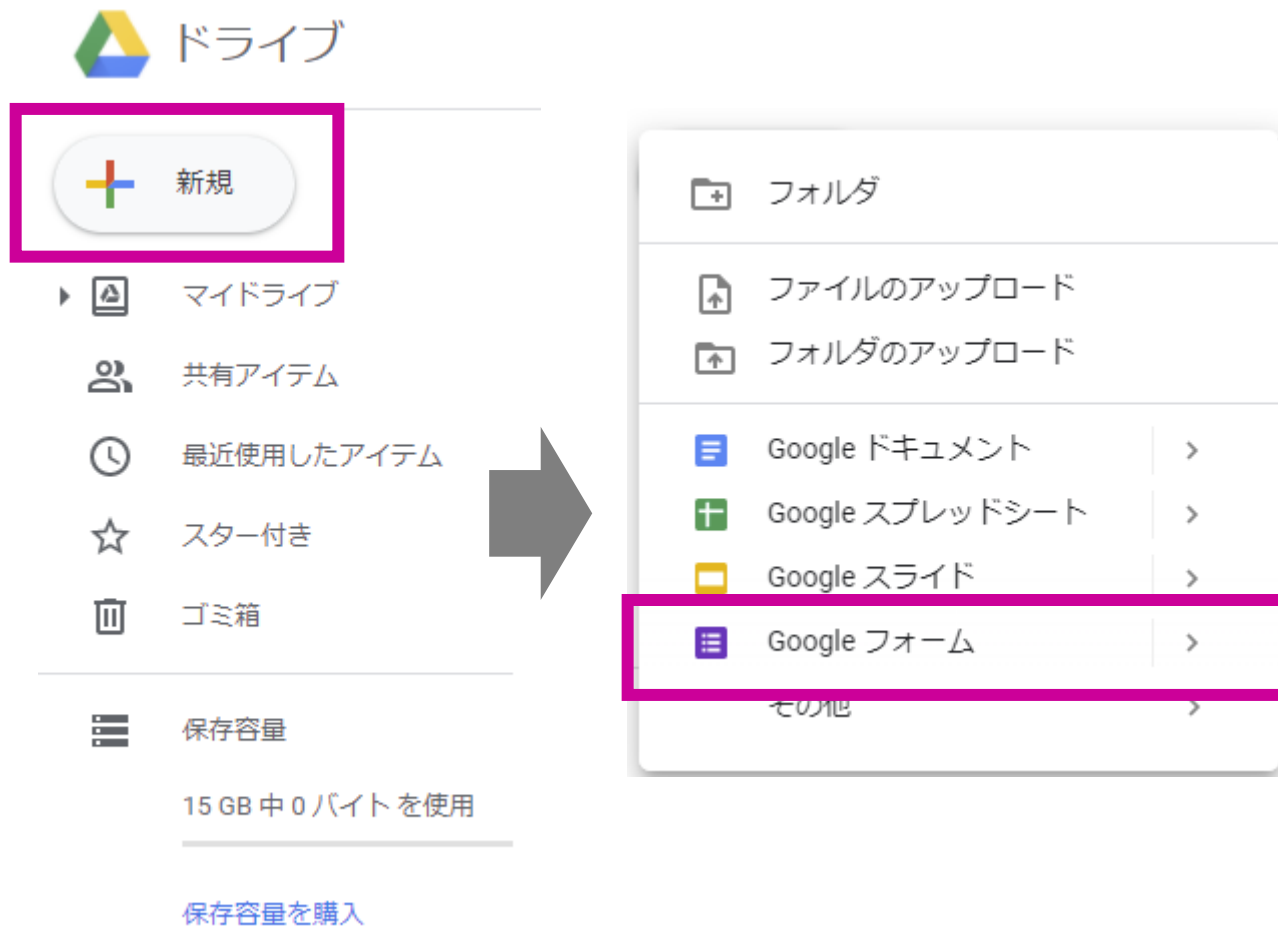 ドライブ
新規
マイドライブ
共有アイテム
最近使用したアイテム
スター付き
ゴミ箱
保存容量
15 GB 中 0 バイト を使用
保存容量を購入
フォルダ
ファイルのアップロード
フォルダのアップロード
Google ドキュメント
Google スプレッドシート
Google スライド
Google フォーム
その他